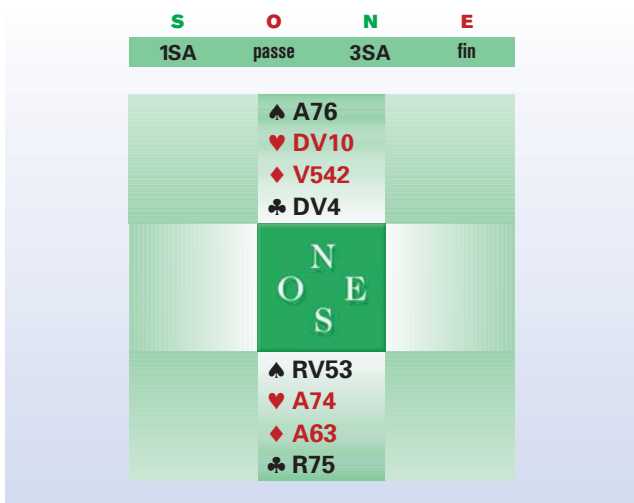 S O N E
1SA passe 3SA fin
♠ A76
♥ DV10
♦ V542
♣ DV4
N
O E
S
♠ RV53
♥ A74
♦ A63
♣ R75